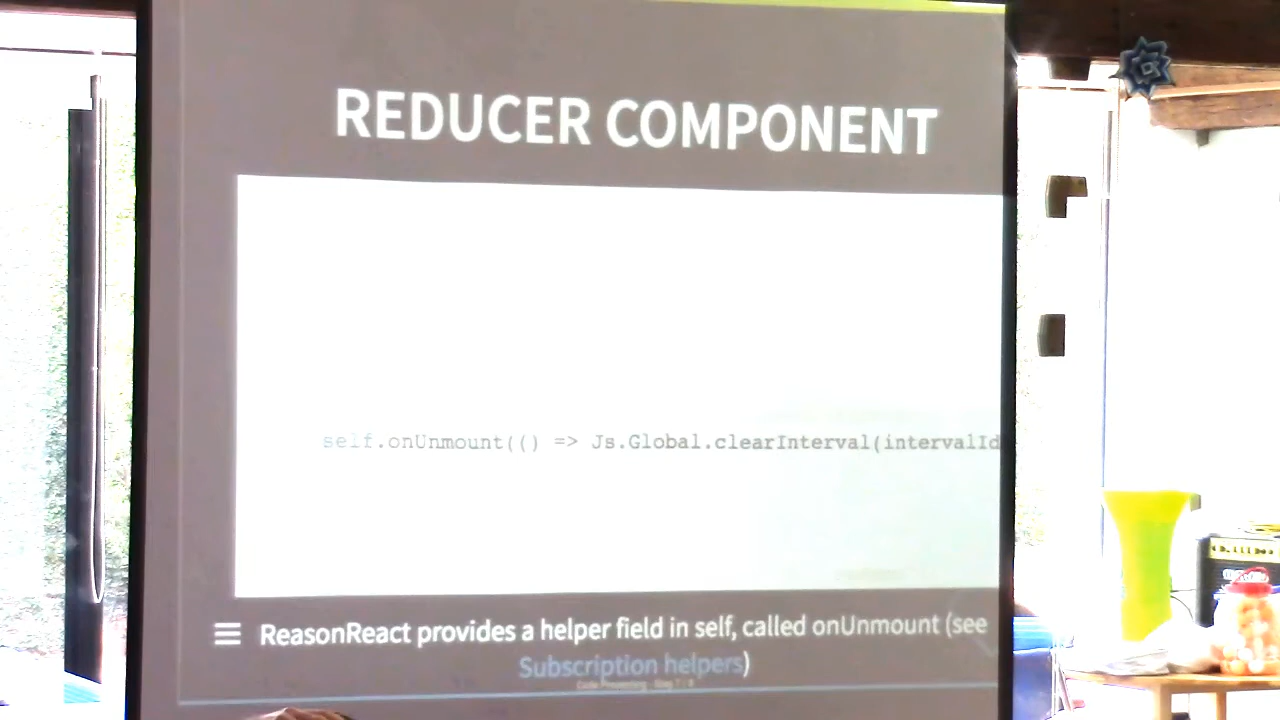 REDUCER COMPONENT
self.onUnmount(() => Js.Global.clearInterval(intervalId
ReasonReact provides a helper field in self, called onUnmount (see
Subscription helpers)